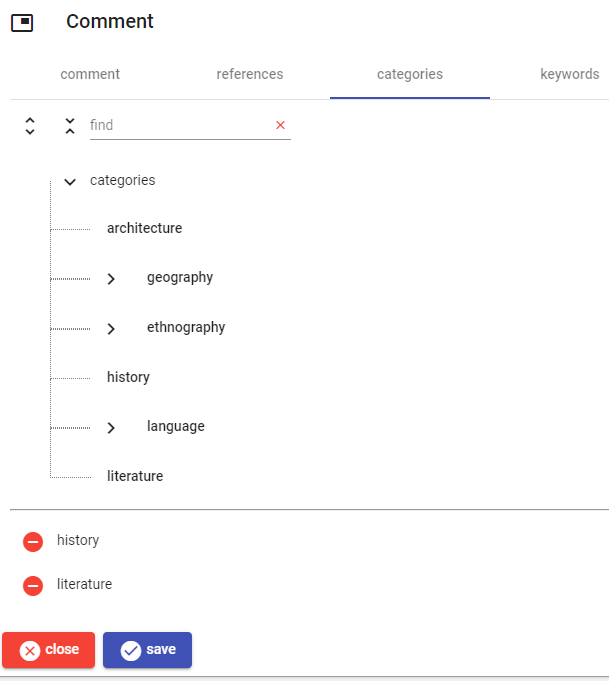 Comment
comment references categories keywords
find
categories
architecture
geography
ethnography
history
language
literature
history
literature
close save